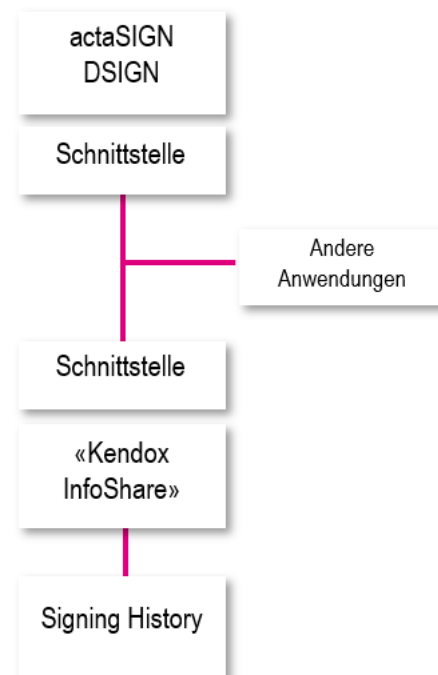 actaSIGN
DSIGN
Schnittstelle
Andere
Anwendungen
Schnittstelle
«Kendox
InfoShare»
Signing History